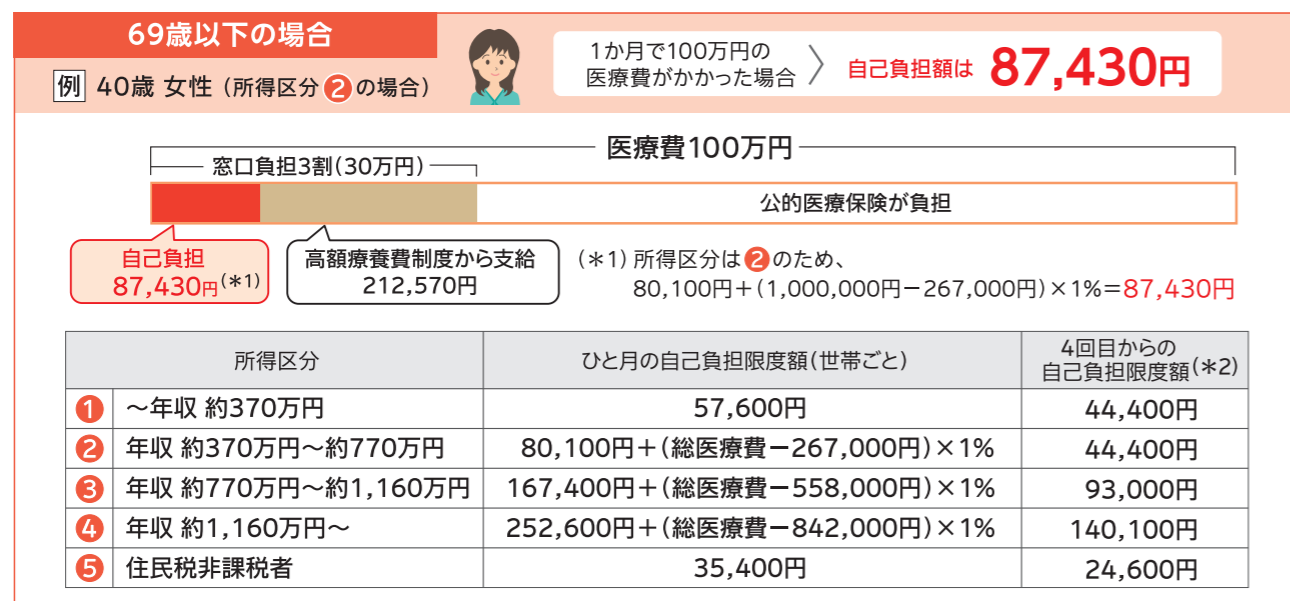 69歳以下の場合
例 40歳 女性（所得区分❷の場合）
1か月で100万円の
医療費がかかった場合
自己負担額は 87,430円
医療費100万円
窓口負担3割（30万円）
公的医療保険が負担
自己負担
87,430円（＊1）
高額療養費制度から支給
212,570円
（＊1）所得区分は❷のため、
80,100円＋（1,000,000円−267,000円）×1%＝87,430円
所得区分 ひと月の自己負担限度額（世帯ごと） 4回目からの
自己負担限度額（＊2）
❶ 〜年収 約370万円 57,600円 44,400円
❷ 年収 約370万円〜約770万円 80,100円＋（総医療費−267,000円）×1% 44,400円
❸ 年収 約770万円〜約1,160万円 167,400円＋（総医療費−558,000円）×1% 93,000円
❹ 年収 約1,160万円〜 252,600円＋（総医療費−842,000円）×1% 140,100円
❺ 住民税非課税者 35,400円 24,600円